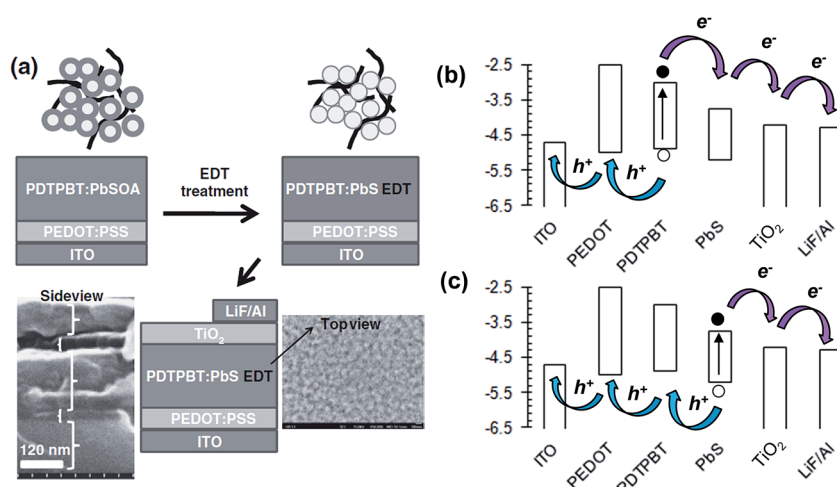 (a)
PDTPBT:PbSOA
PEDOT:PSS
ITO
EDT
treatment
PDTPBT:PbS EDT
PEDOT:PSS
ITO
Sideview
120 nm
LiF/Al
TiO2
PDTPBT:PbS EDT
PEDOT:PSS
ITO
Topview
(b)
-2.5
-3.5
-4.5
-5.5
-6.5
e-
e-
e-
h+
h+
ITO
PEDOT
PDTPBT
PbS
TiO2
LiF/Al
(c)
-2.5
-3.5
-4.5
-5.5
-6.5
e-
e-
h+
h+
h+
ITO
PEDOT
PDTPBT
PbS
TiO2
LiF/Al